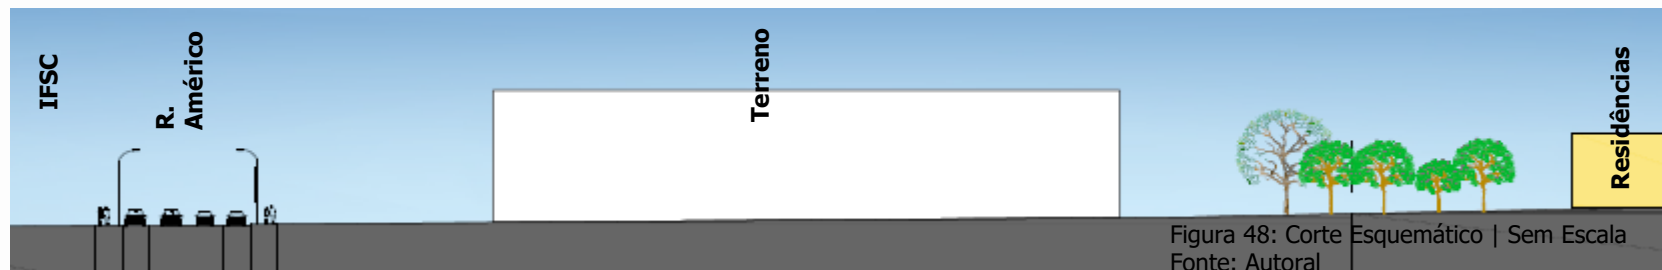 IFSC
R.
Américo
Terreno
Residências
Figura 48: Corte Esquemático | Sem Escala
Fonte: Autoral